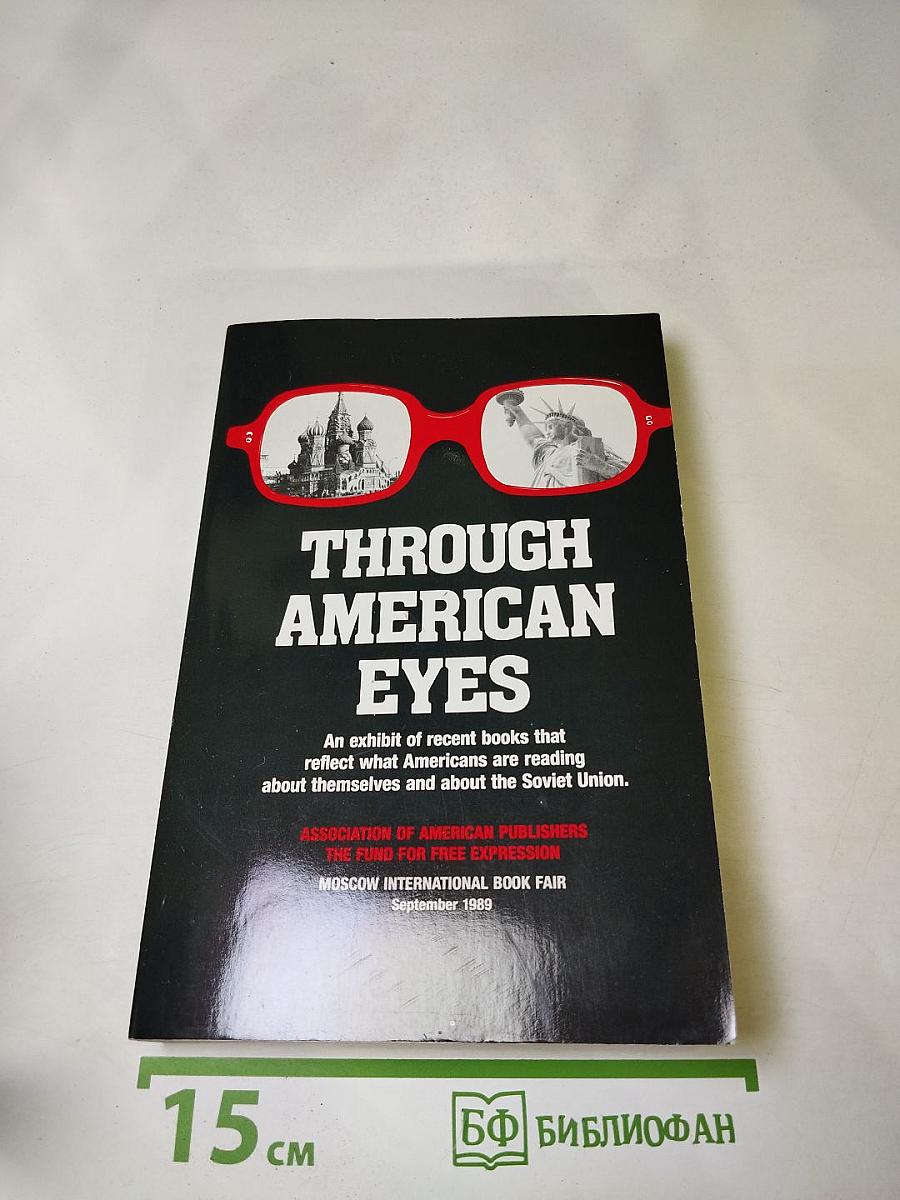 THROUGH
AMERICAN
EYES
An exhibit of recent books that
reflect what Americans are reading
about themselves and about the Soviet Union.
ASSOCIATION OF AMERICAN PUBLISHERS
THE FUND FOR FREE EXPRESSION
MOSCOW INTERNATIONAL BOOK FAIR
September 1989
15 СМ
БФ БИБЛИОФАН